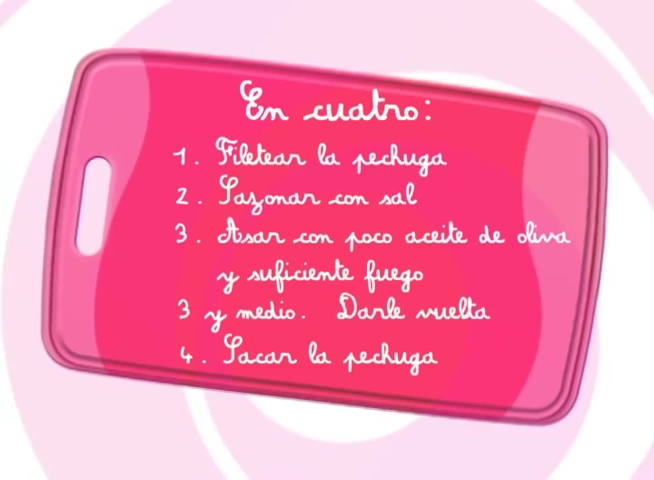 En cuatro:
1. Filetear la pechuga
2. Sazonar con sal
3. Asar con poco aceite de oliva
y suficiente fuego
3 y medio. Darle vuelta
4. Sacar la pechuga